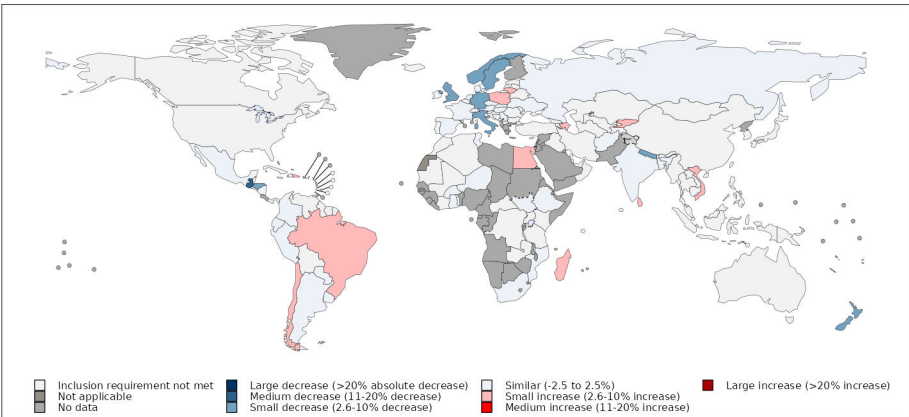 Inclusion requirement not met
Not applicable
No data
Large decrease (>20% absolute decrease)
Medium decrease (11-20% decrease)
Small decrease (2.6-10% decrease)
Similar (-2.5 to 2.5%)
Small increase (2.6-10% increase)
Medium increase (11-20% increase)
Large increase (>20% increase)